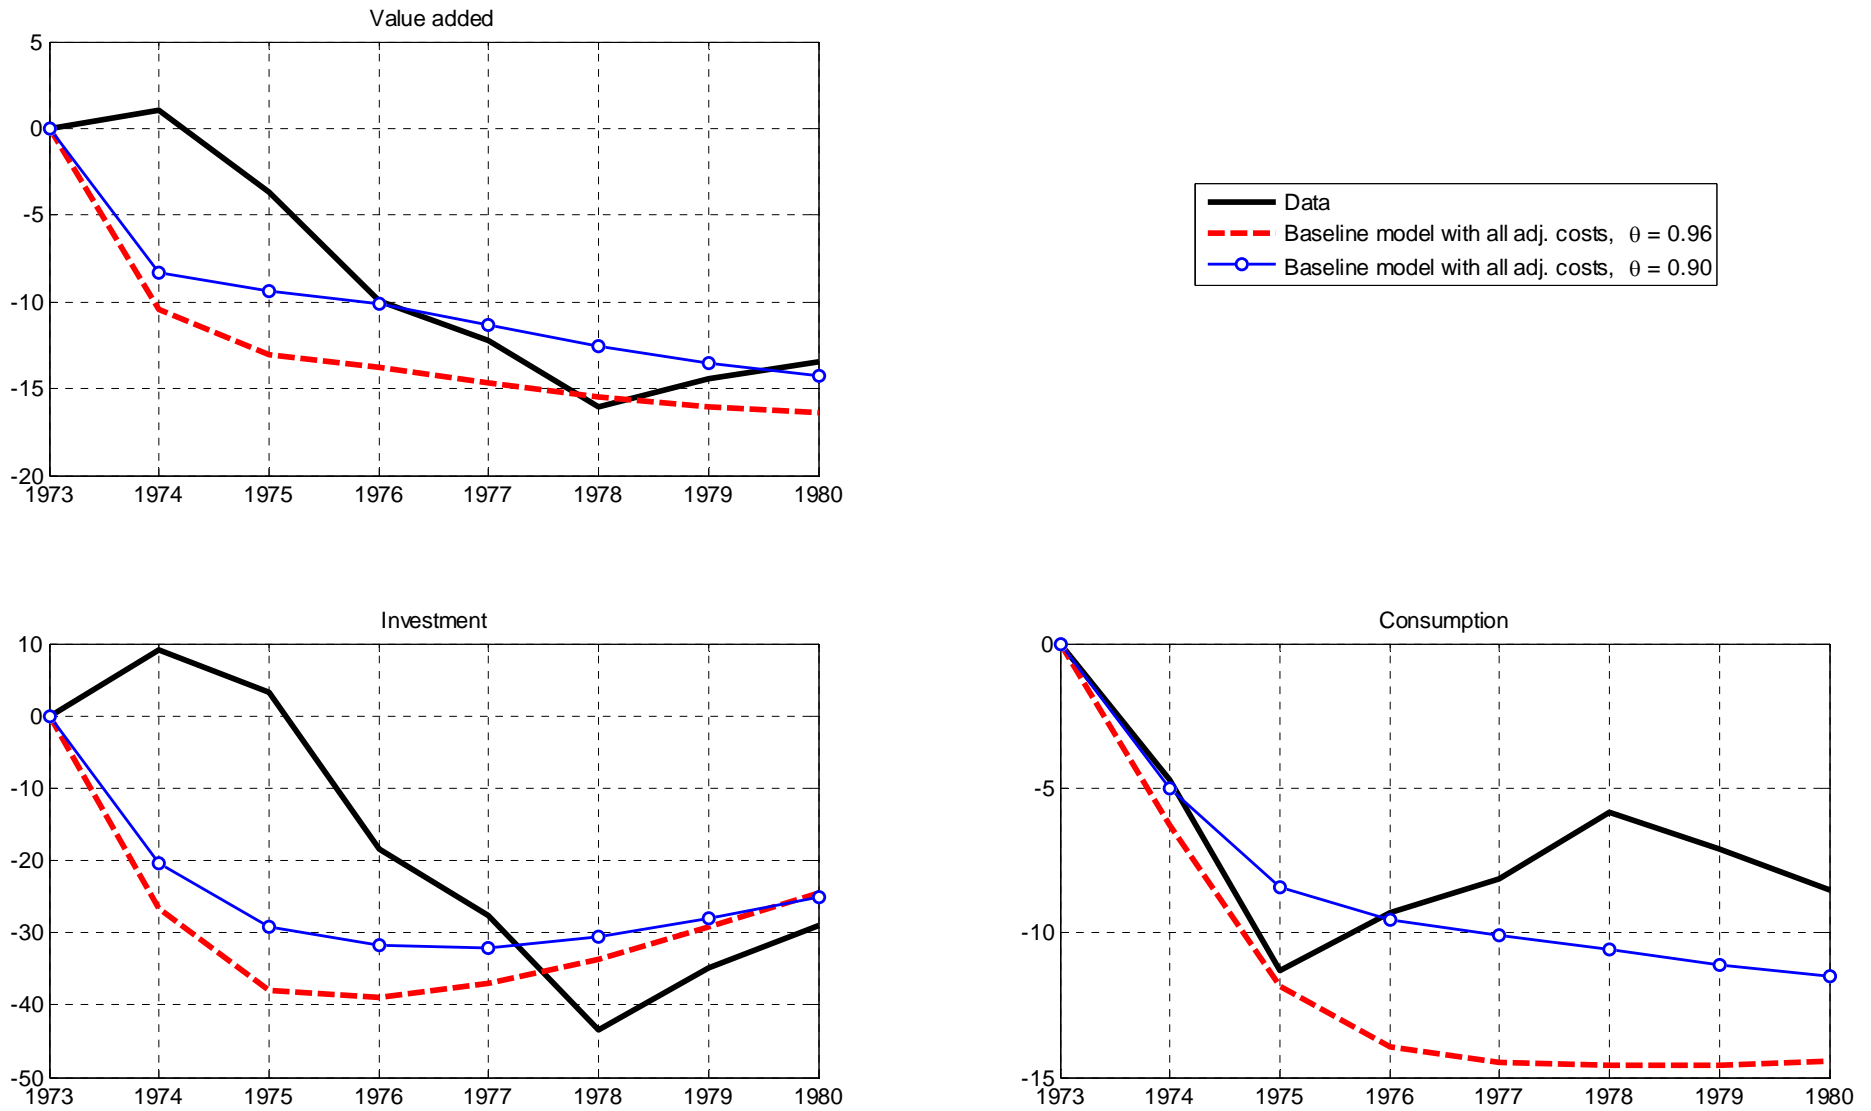 Value added
5
0
-5
-10
-15
-20
1973 1974 1975 1976 1977 1978 1979 1980
Data
Baseline model with all adj. costs, θ = 0.96
Baseline model with all adj. costs, θ = 0.90
Investment
10
0
-10
-20
-30
-40
-50
1973 1974 1975 1976 1977 1978 1979 1980
Consumption
0
-5
-10
-15
1973 1974 1975 1976 1977 1978 1979 1980